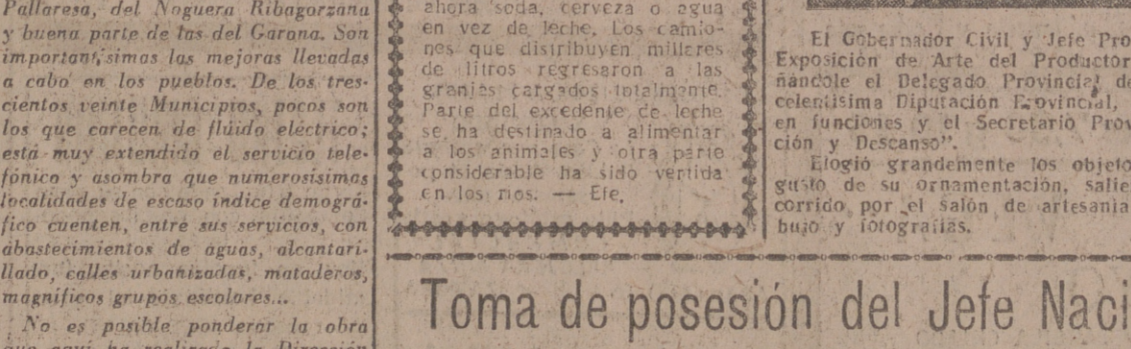 Pallaresa, del Noguera Ribagorzana
y buena parte de las del Garona. Son
importantísimas las mejoras llevadas
a cabo en los pueblos. De los tres-
cientos veinte Municipios, pocos son
los que carecen de flúido eléctrico;
está muy extendido el servicio tele-
fónico y asombra que numerosísimas
localidades de escaso índice demográ-
fico cuenten, entre sus servicios, con
abastecimientos de aguas, alcantari-
llado, calles urbanizadas, mataderos,
magníficos grupos escolares...
No es posible ponderar la obra
que aquí ha realizado la Dirección
ahora soda, cerveza o agua
en vez de leche. Los camio-
nes que distribuyen millares
de litros regresaron a las
granjas cargados totalmente.
Parte del excedente de leche
se ha destinado a alimentar
a los animales y otra parte
considerable ha sido vertida
en los ríos. — Efe.
El Gobernador Civil y Jefe Pro
Exposición de Arte del Productor
ñándole el Delegado Provincial de
celentísima Diputación Provincial,
en funciones y el Secretario Prov
ción y Descanso".
Elogió grandemente los objeto
gusto de su ornamentación, salie
corrido por el salón de artesanía
bujo y fotografías.
Toma de posesión del Jefe Naci